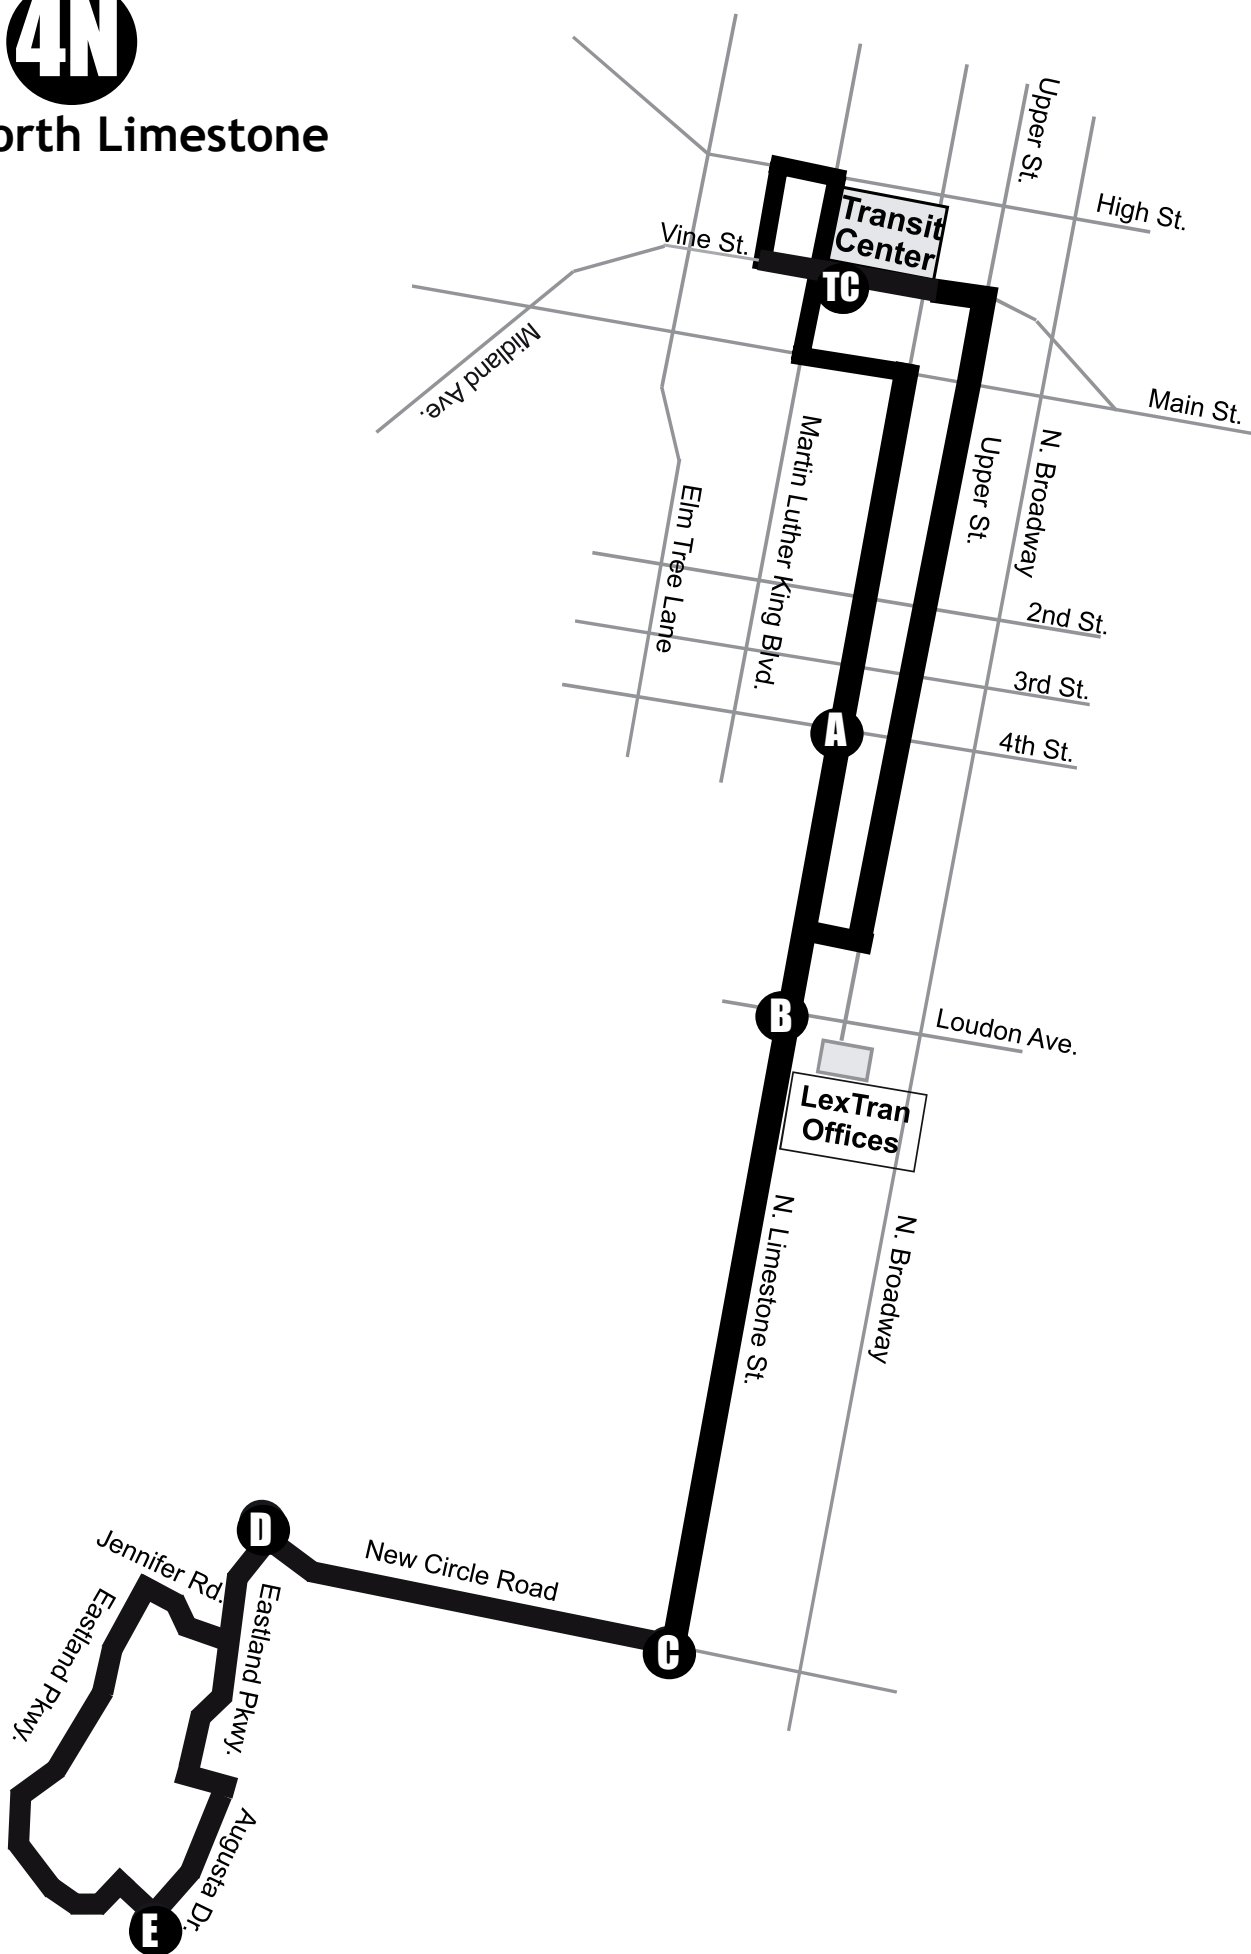 4N
orth Limestone
Upper St.
High St.
Transit
Center
Vine St.
TC
Midland Ave.
Main St.
Martin Luther King Blvd.
Upper St.
N. Broadway
Elm Tree Lane
2nd St.
3rd St.
A
4th St.
B
Loudon Ave.
LexTran
Offices
N. Limestone St.
N. Broadway
D
Jennifer Rd.
New Circle Road
Eastland Pkwy.
Eastland Pkwy.
C
Augusta Dr.
E